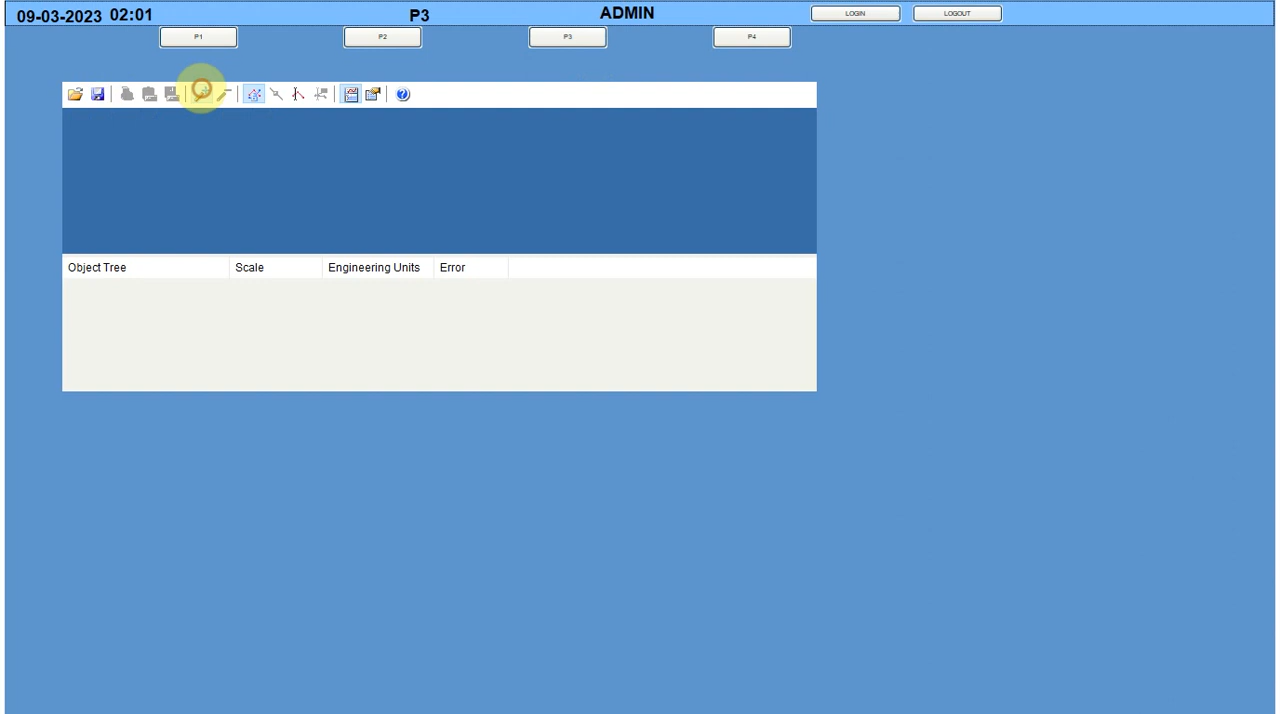 09-03-2023 02:01 P3 ADMIN LOGIN LOGOUT
P1 P2 P3 P4
Object Tree Scale Engineering Units Error